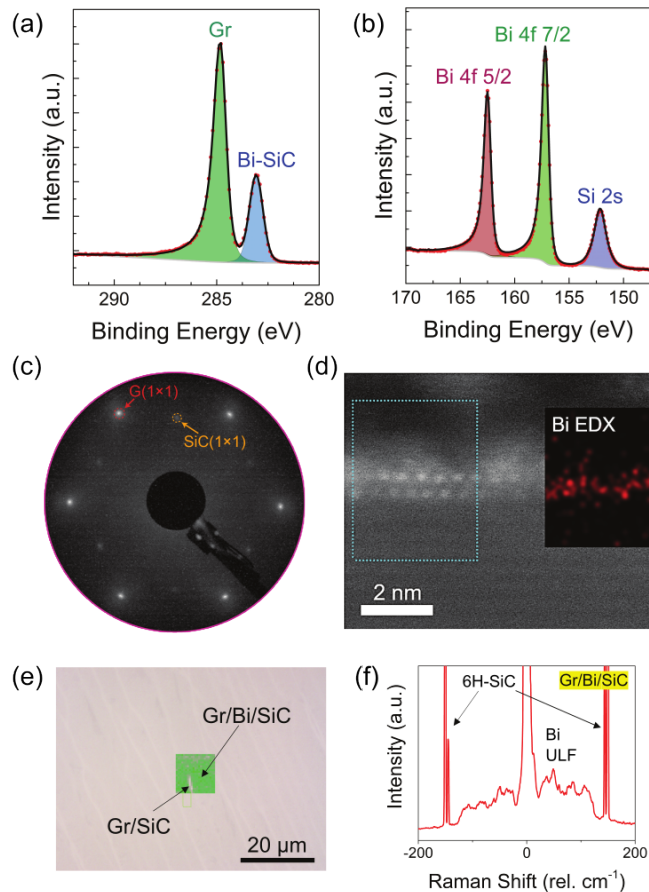 (a)
Gr
Bi-SiC
Intensity (a.u.)
290
285
280
Binding Energy (eV)
(b)
Bi 4f 7/2
Bi 4f 5/2
Si 2s
Intensity (a.u.)
170
165
160
155
150
Binding Energy (eV)
(c)
G(1×1)
SiC(1×1)
(d)
Bi EDX
2 nm
(e)
Gr/Bi/SiC
Gr/SiC
20 µm
(f)
6H-SiC
Gr/Bi/SiC
Bi
ULF
Intensity (a.u.)
-200
0
200
Raman Shift (rel. cm⁻¹)